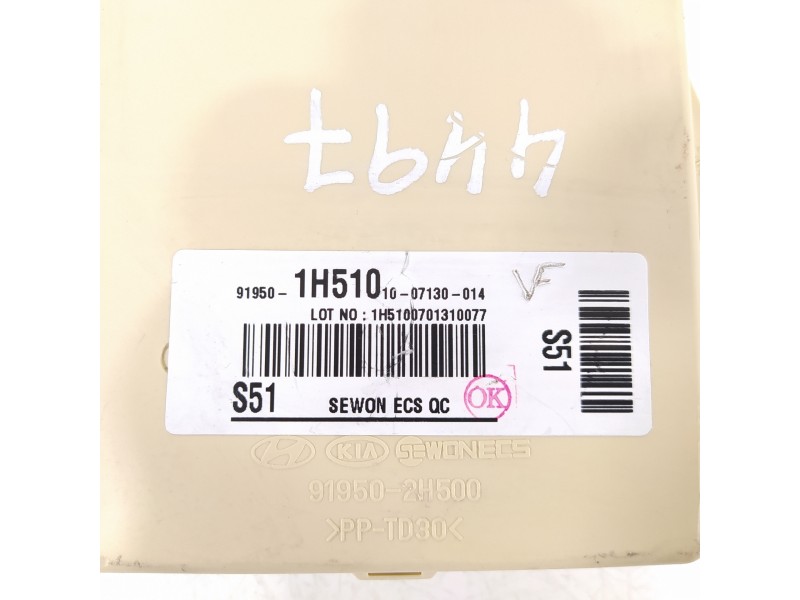 4497
91950- 1H510 10-07130-014
LOT NO : 1H5100701310077
VF
S51
S51 SEWON ECS QC OK
KIA SEWONECS
91950-2H500
>PP-TD30<